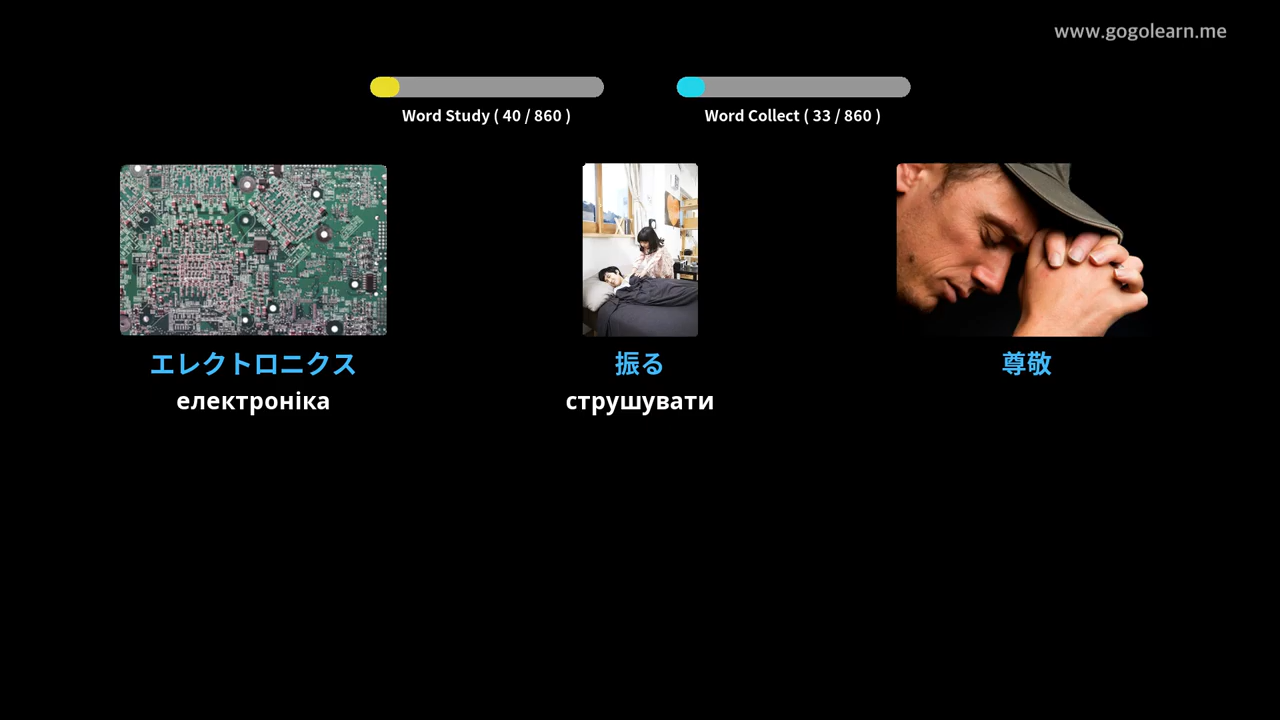 www.gogolearn.me
Word Study ( 40 / 860 )
Word Collect ( 33 / 860 )
エレクトロニクス
振る
尊敬
електроніка
струшувати